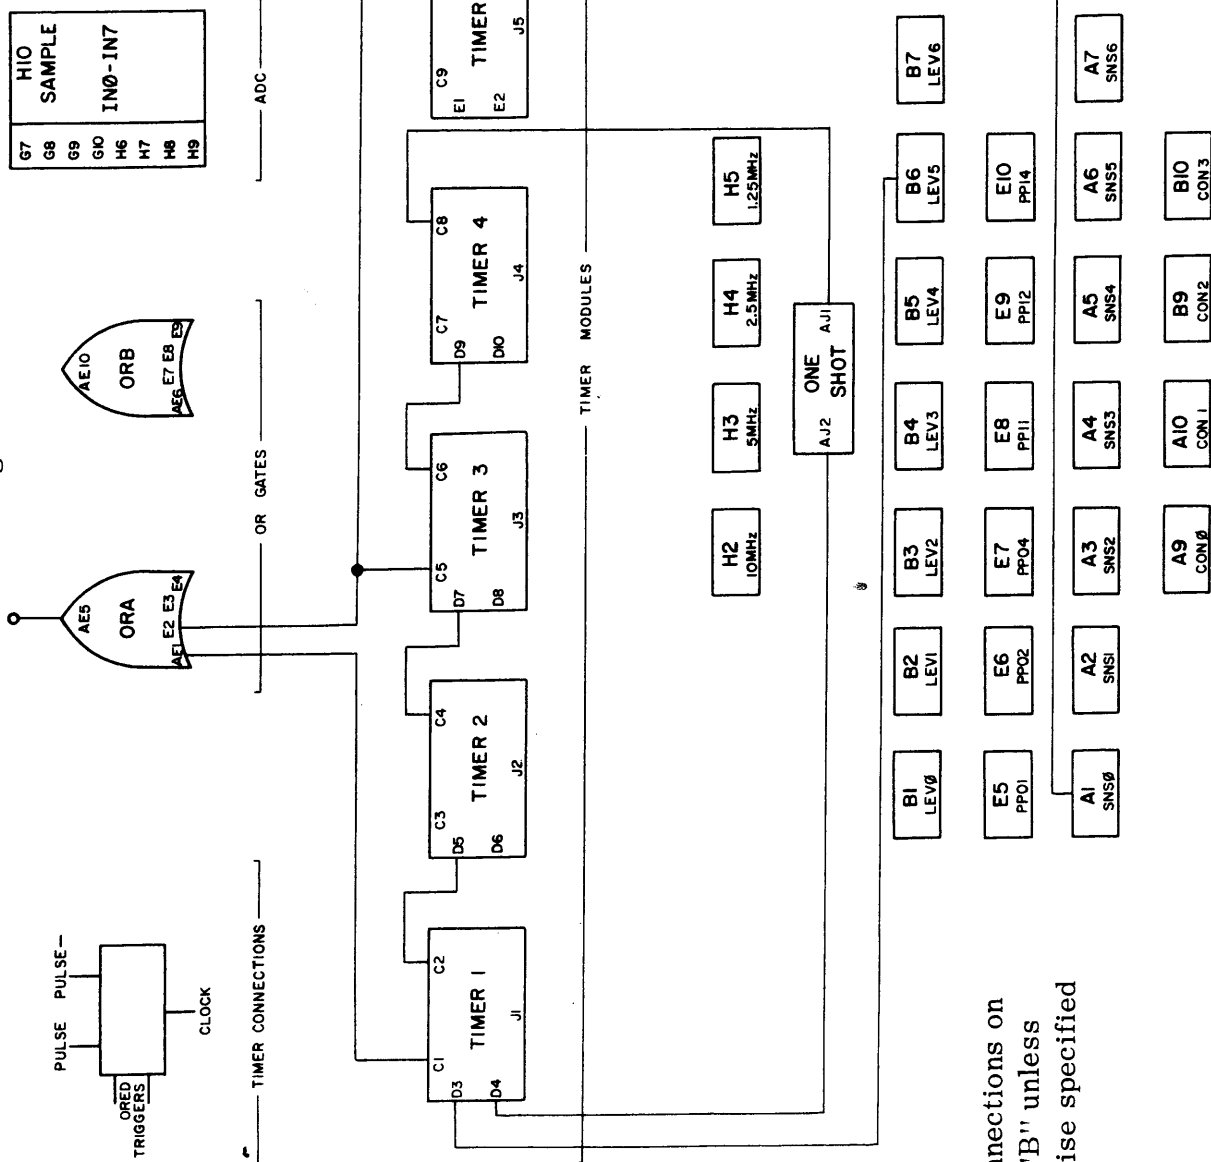 PULSE PULSE-
ORED
TRIGGERS
CLOCK
TIMER CONNECTIONS
AE5
ORA
AE1 E2 E3 E4
AE10
ORB
AE6 E7 E8 E9
OR GATES
G7
G8
G9
G10
H6
H7
H8
H9
H10
SAMPLE
INØ-IN7
ADC
C1 C2
D3
D4
TIMER 1
J1
C3 C4
D5
D6
TIMER 2
J2
C5 C6
D7
D8
TIMER 3
J3
C7 C8
D9
D10
TIMER 4
J4
C9
E1
E2
TIMER
J5
TIMER MODULES
H2
10MHz
H3
5MHz
H4
2.5MHz
H5
1.25MHz
AJ2
ONE
SHOT
AJ1
B1
LEVØ
B2
LEV1
B3
LEV2
B4
LEV3
B5
LEV4
B6
LEV5
B7
LEV6
E5
PPO1
E6
PPO2
E7
PPO4
E8
PPI1
E9
PPI2
E10
PPI4
A1
SNSØ
A2
SNS1
A3
SNS2
A4
SNS3
A5
SNS4
A6
SNS5
A7
SNS6
A9
CONØ
A10
CON1
B9
CON2
B10
CON3
nections on
"B" unless
ise specified